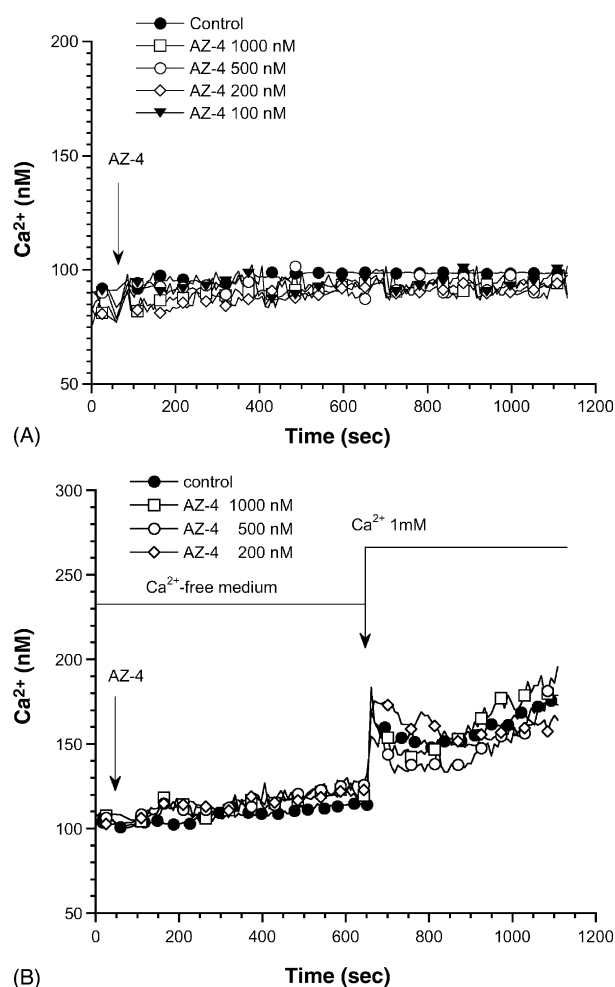 Control
AZ-4 1000 nM
AZ-4 500 nM
AZ-4 200 nM
AZ-4 100 nM
200
150
100
50
Ca2+ (nM)
AZ-4
0 200 400 600 800 1000 1200
(A)
Time (sec)
control
AZ-4 1000 nM
AZ-4 500 nM
AZ-4 200 nM
300
250
200
150
100
50
Ca2+ (nM)
Ca2+ 1mM
Ca2+-free medium
AZ-4
0 200 400 600 800 1000 1200
(B)
Time (sec)